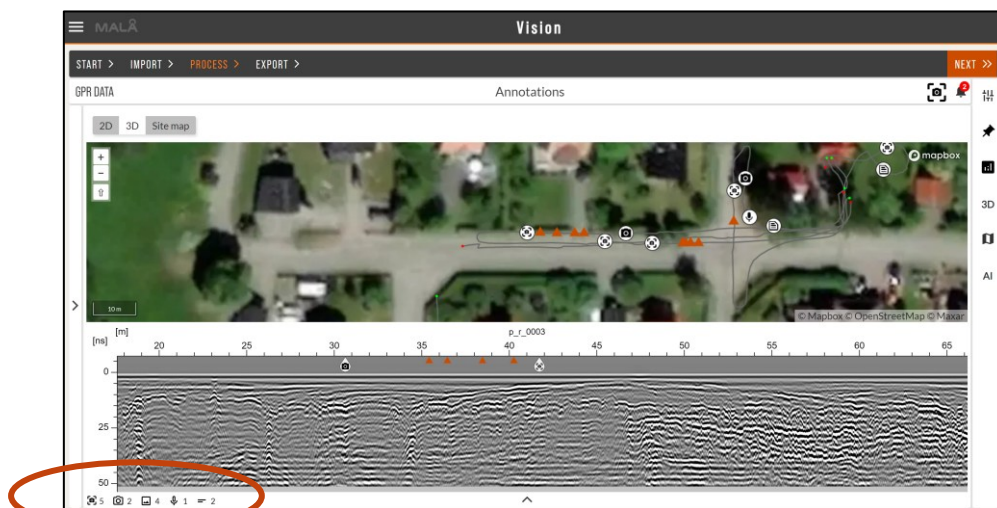 MALÅ Vision
START > IMPORT > PROCESS > EXPORT > NEXT >>
GPR DATA Annotations 2
2D 3D Site map
+
mapbox
−
3D
AI
10 m
© Mapbox © OpenStreetMap © Maxar
[m] p_r_0003
[ns] 20 25 30 35 40 45 50 55 60 65
0
25
50
5 2 4 1 2